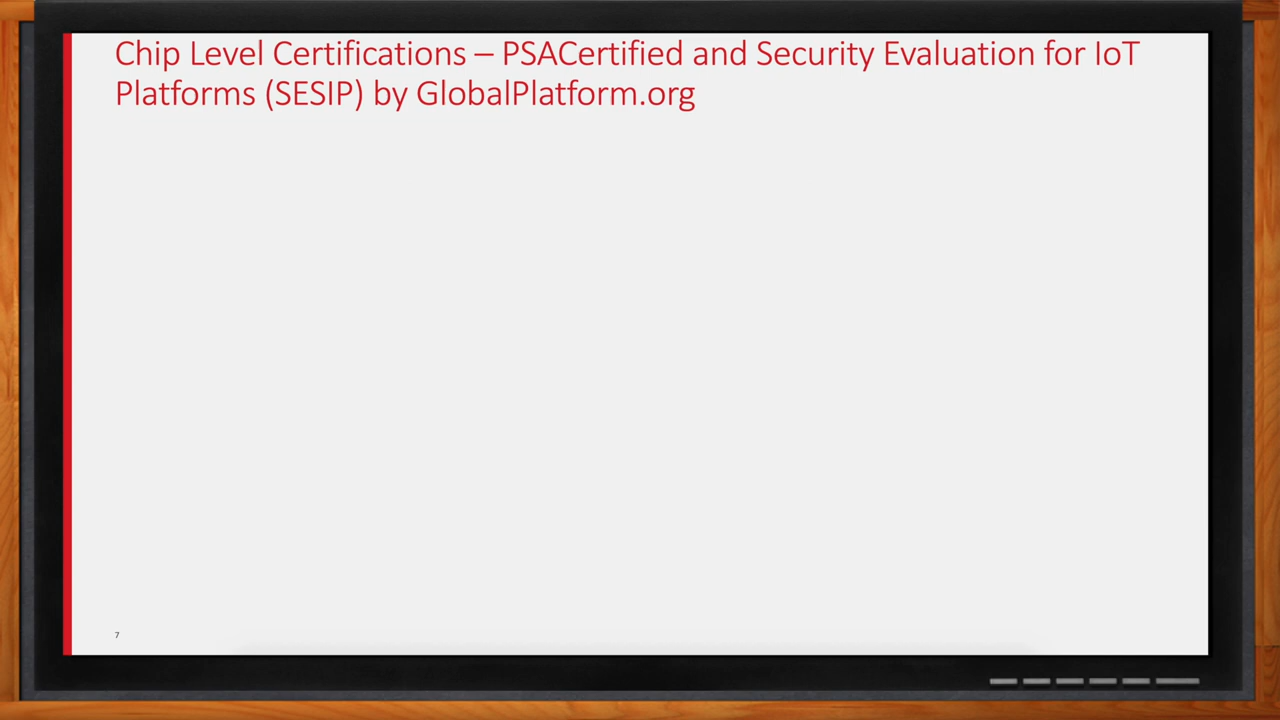 Chip Level Certifications – PSACertified and Security Evaluation for IoT
Platforms (SESIP) by GlobalPlatform.org
7